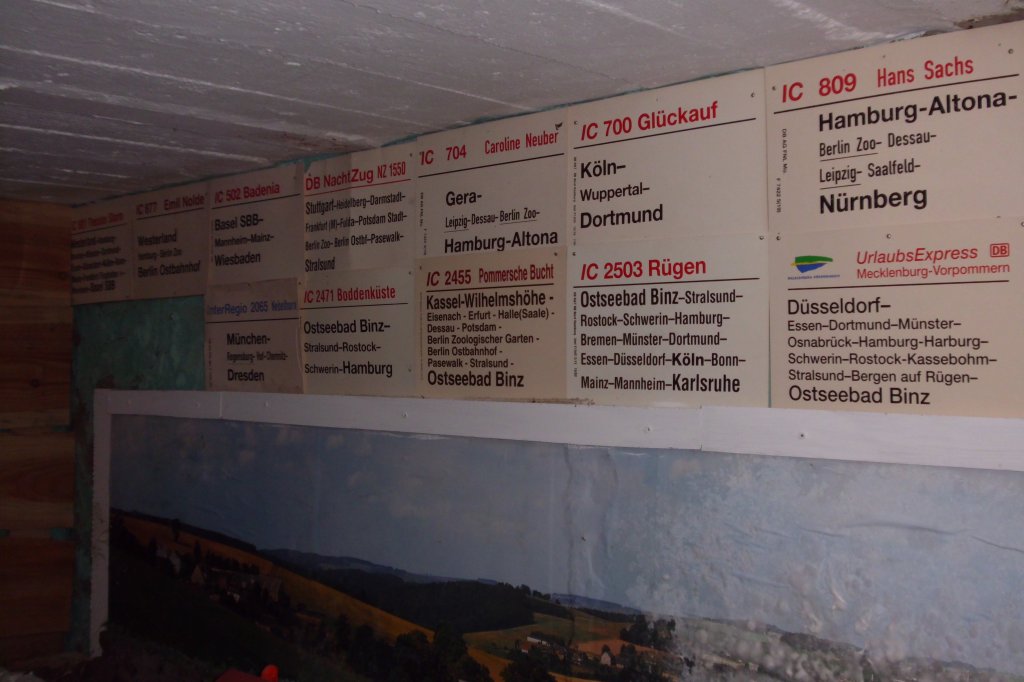 IC 877 Emil Nolde
Westerland
Hamburg - Berlin Zoo-
Berlin Ostbahnhof
IC 502 Badenia
Basel SBB–
Mannheim–Mainz–
Wiesbaden
DB NachtZug NZ 1550
Stuttgart–Heidelberg–Darmstadt–
Frankfurt (M)–Fulda–Potsdam Stadt–
Berlin Zoo–Berlin Ostbf–Pasewalk–
Stralsund
IC 704 Caroline Neuber
Gera-
Leipzig-Dessau-Berlin Zoo-
Hamburg-Altona
IC 700 Glückauf
Köln–
Wuppertal–
Dortmund
IC 809 Hans Sachs
Hamburg-Altona-
Berlin Zoo- Dessau-
Leipzig- Saalfeld-
Nürnberg
InterRegio 2065
München-
Regensburg- Hof- Chemnitz-
Dresden
IC 2471 Boddenküste
Ostseebad Binz–
Stralsund–Rostock–
Schwerin–Hamburg
IC 2455 Pommersche Bucht
Kassel-Wilhelmshöhe -
Eisenach - Erfurt - Halle(Saale) -
Dessau - Potsdam -
Berlin Zoologischer Garten -
Berlin Ostbahnhof -
Pasewalk - Stralsund -
Ostseebad Binz
IC 2503 Rügen
Ostseebad Binz–Stralsund–
Rostock–Schwerin–Hamburg–
Bremen–Münster–Dortmund–
Essen–Düsseldorf–Köln–Bonn–
Mainz–Mannheim–Karlsruhe
UrlaubsExpress DB
Mecklenburg-Vorpommern
Düsseldorf–
Essen–Dortmund–Münster–
Osnabrück–Hamburg-Harburg–
Schwerin–Rostock–Kassebohm–
Stralsund–Bergen auf Rügen–
Ostseebad Binz